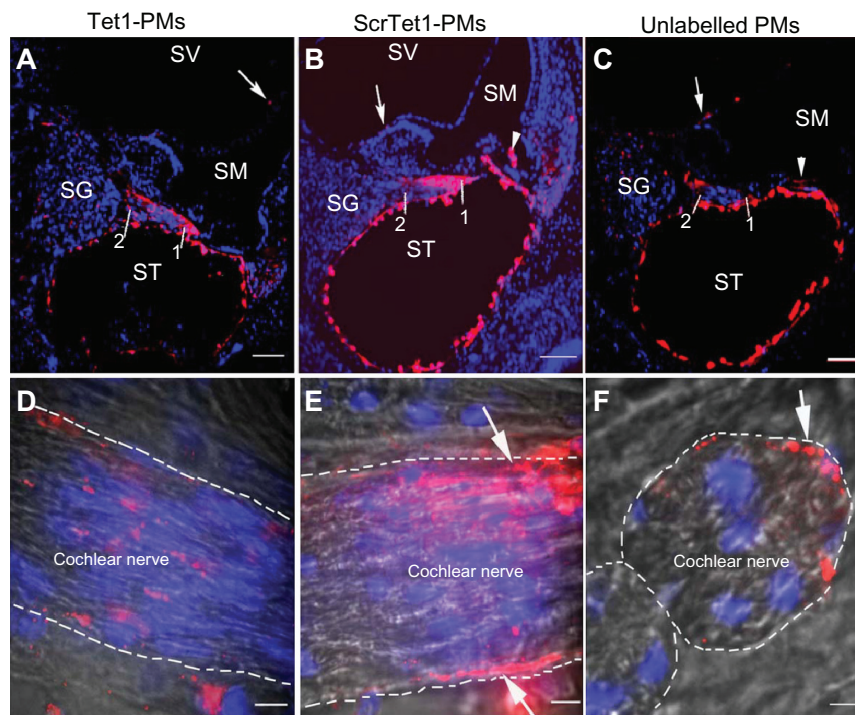 Tet1-PMs ScrTet1-PMs Unlabelled PMs
A SV
SG SM
2 1
ST
B SV
SM
SG 2 1
ST
C
SM
SG
2 1
ST
D
Cochlear nerve
E
Cochlear nerve
F
Cochlear nerve